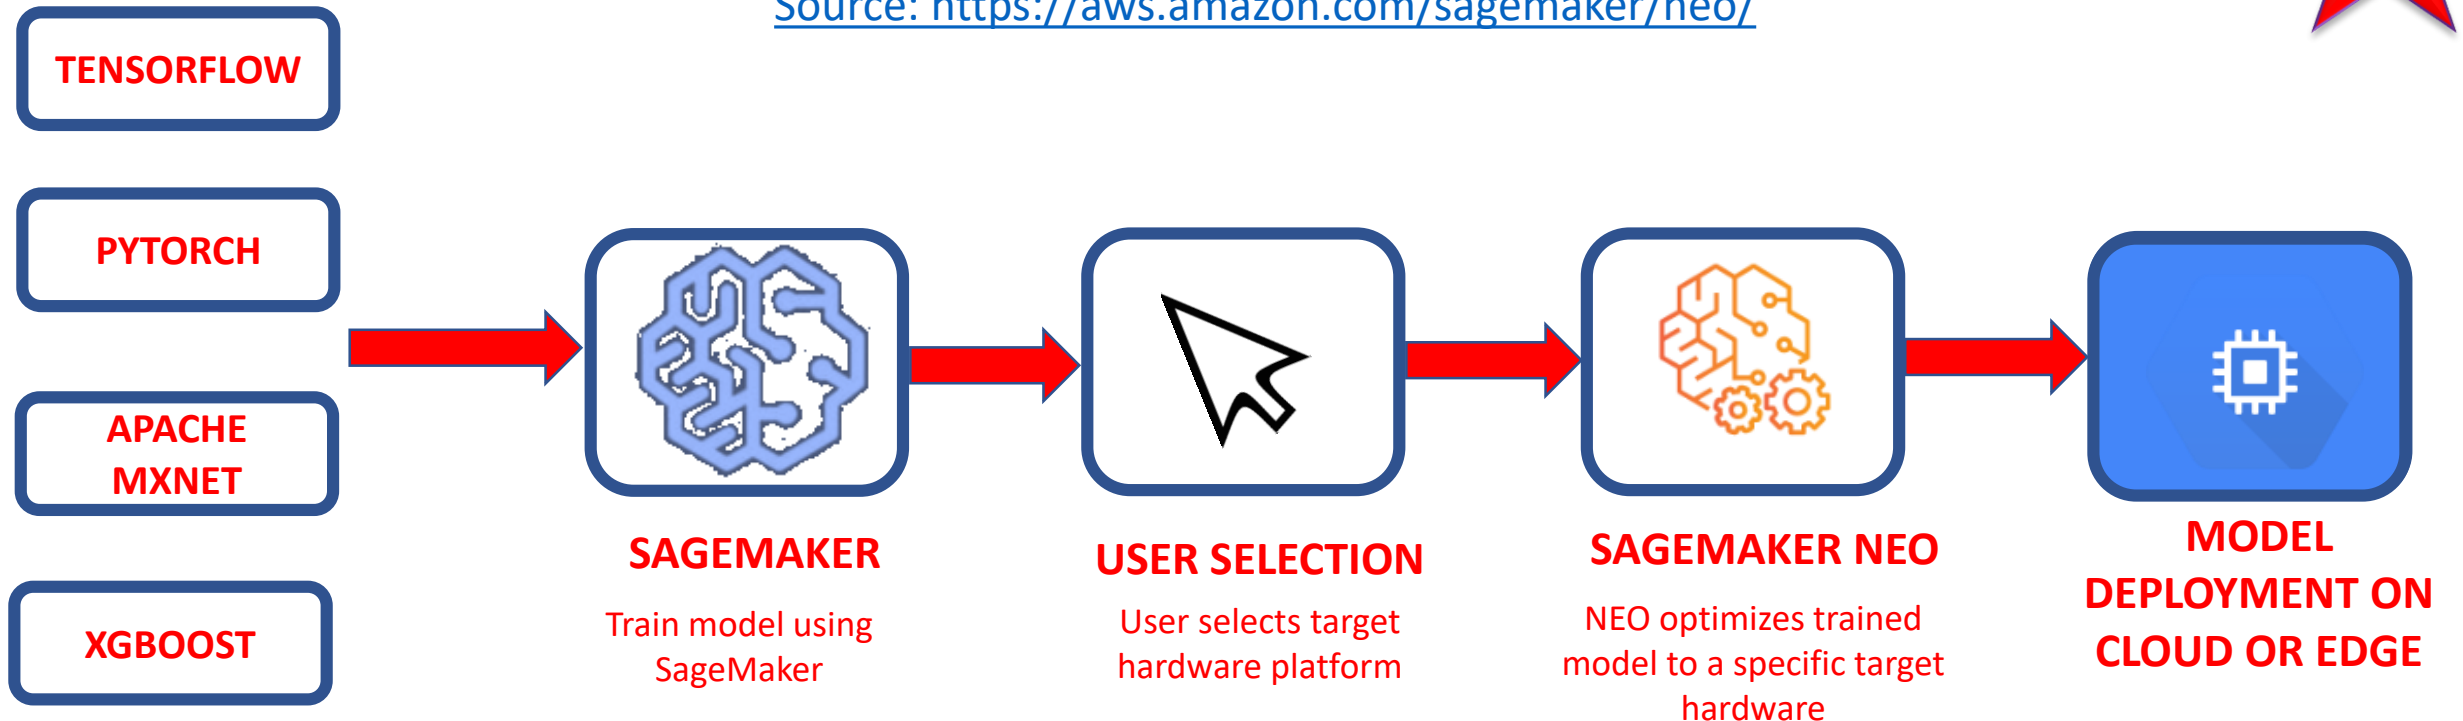 Source: https://aws.amazon.com/sagemaker/neo/
TENSORFLOW
PYTORCH
APACHE
MXNET
XGBOOST
SAGEMAKER
Train model using
SageMaker
USER SELECTION
User selects target
hardware platform
SAGEMAKER NEO
NEO optimizes trained
model to a specific target
hardware
MODEL
DEPLOYMENT ON
CLOUD OR EDGE